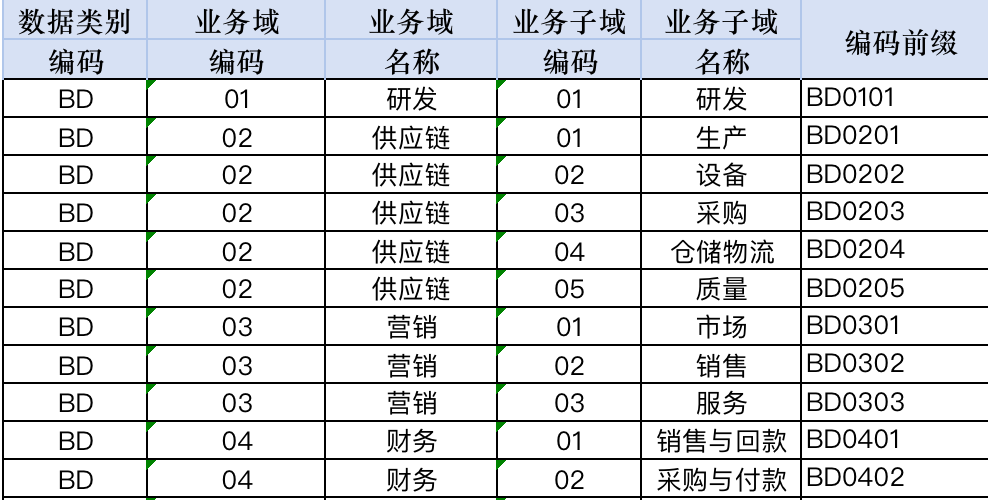 数据类别 业务域 业务域 业务子域 业务子域 编码前缀
编码 编码 名称 编码 名称
BD 01 研发 01 研发 BD0101
BD 02 供应链 01 生产 BD0201
BD 02 供应链 02 设备 BD0202
BD 02 供应链 03 采购 BD0203
BD 02 供应链 04 仓储物流 BD0204
BD 02 供应链 05 质量 BD0205
BD 03 营销 01 市场 BD0301
BD 03 营销 02 销售 BD0302
BD 03 营销 03 服务 BD0303
BD 04 财务 01 销售与回款 BD0401
BD 04 财务 02 采购与付款 BD0402